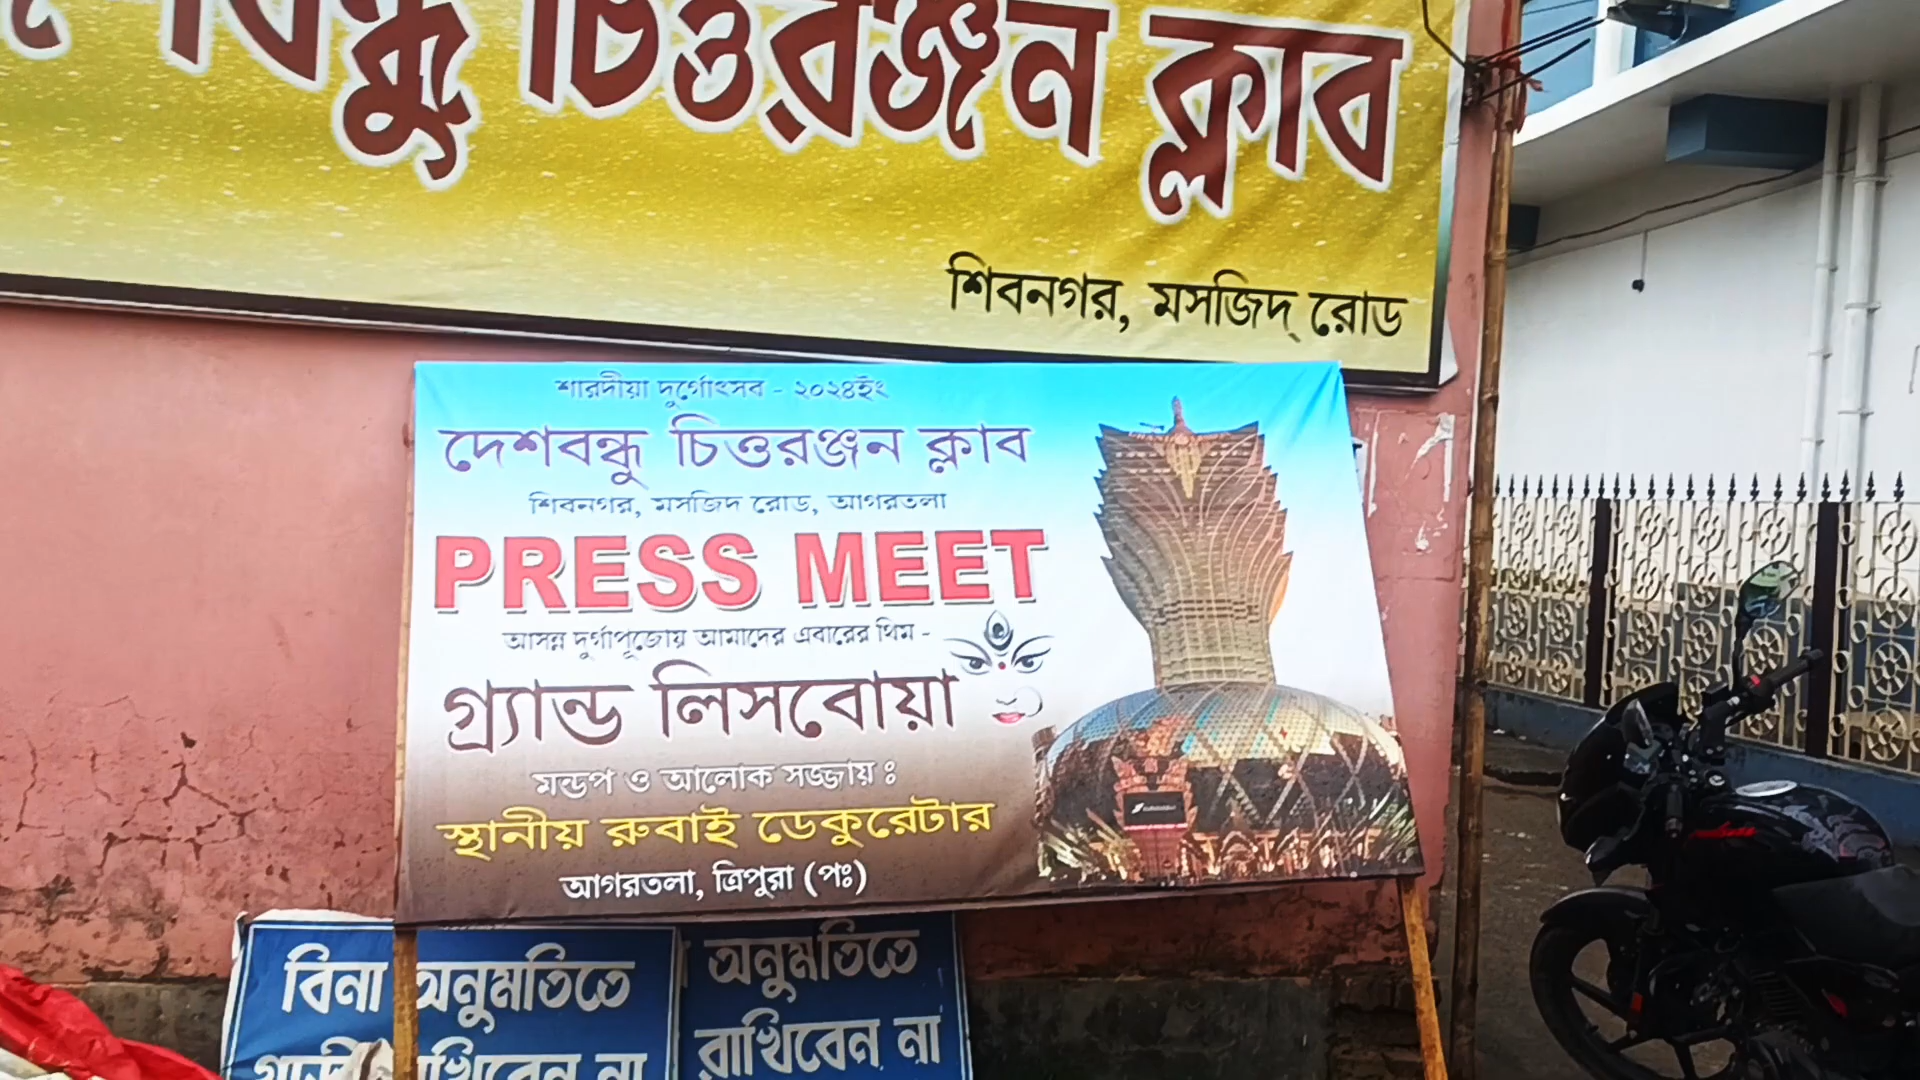 চিত্তরঞ্জন ক্লাব
শিবনগর, মসজিদ্ রোড
শারদীয়া দুর্গোৎসব - ২০২৪ইং
দেশবন্ধু চিত্তরঞ্জন ক্লাব
শিবনগর, মসজিদ রোড, আগরতলা
PRESS MEET
আসন্ন দুর্গাপূজোয় আমাদের এবারের থিম -
গ্র্যান্ড লিসবোয়া
মন্ডপ ও আলোক সজ্জায় ঃ
স্থানীয় রুবাই ডেকুরেটার
আগরতলা, ত্রিপুরা (পঃ)
বিনা অনুমতিতে
অনুমতিতে
রাখিবেন না